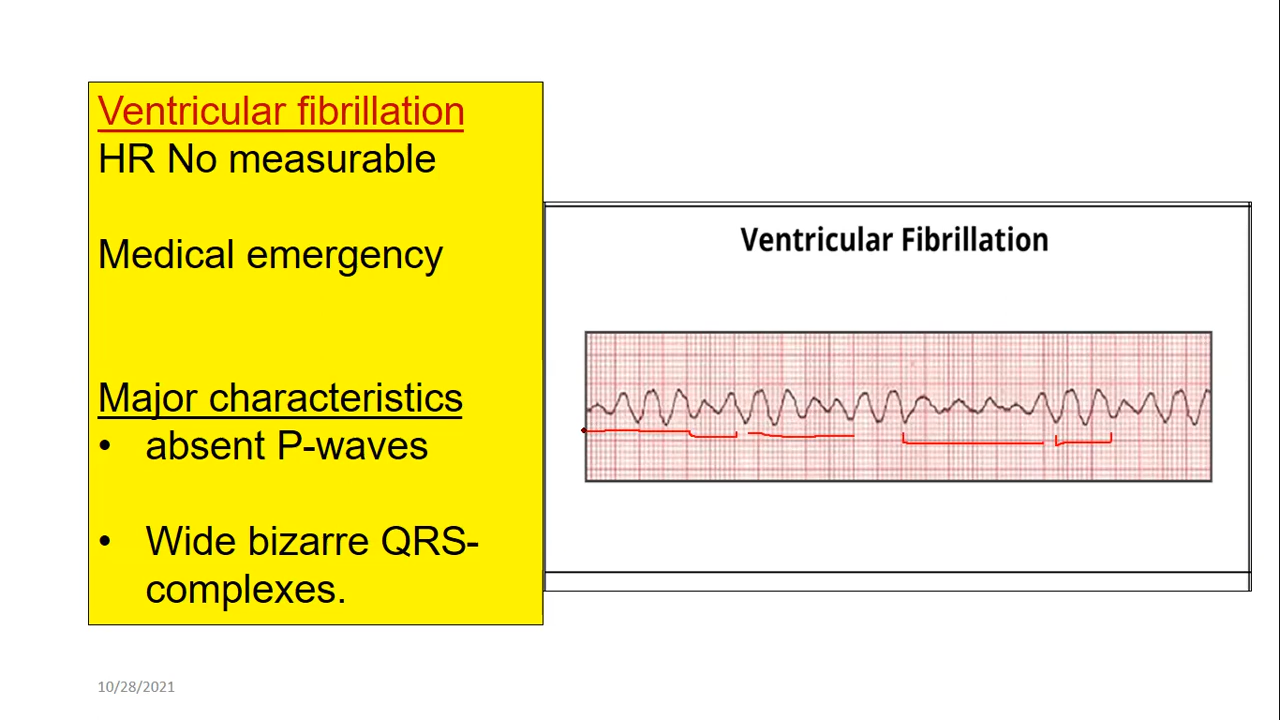 Ventricular fibrillation
HR No measurable
Medical emergency
Major characteristics
• absent P-waves
• Wide bizarre QRS-
complexes.
Ventricular Fibrillation
10/28/2021